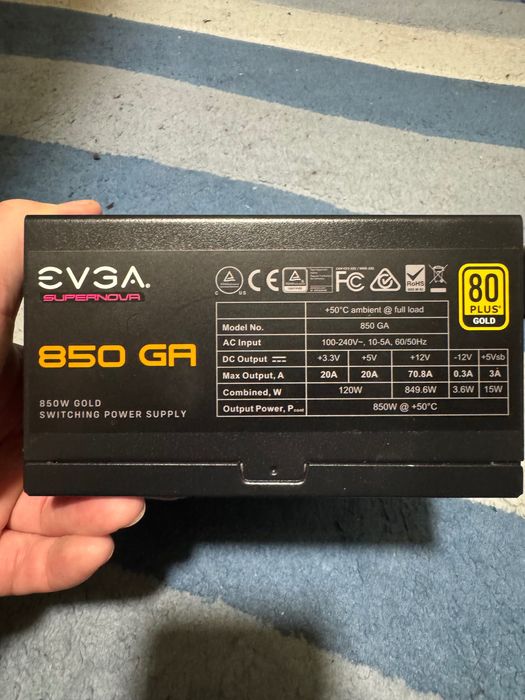 EVGA.
SUPERNOVA
850 GA
850W GOLD
SWITCHING POWER SUPPLY
C US
RoHS
80
PLUS
GOLD
+50°C ambient @ full load
Model No. 850 GA
AC Input 100-240V~, 10-5A, 60/50Hz
DC Output +3.3V +5V +12V -12V +5Vsb
Max Output, A 20A 20A 70.8A 0.3A 3A
Combined, W 120W 849.6W 3.6W 15W
Output Power, Pcont 850W @ +50°C